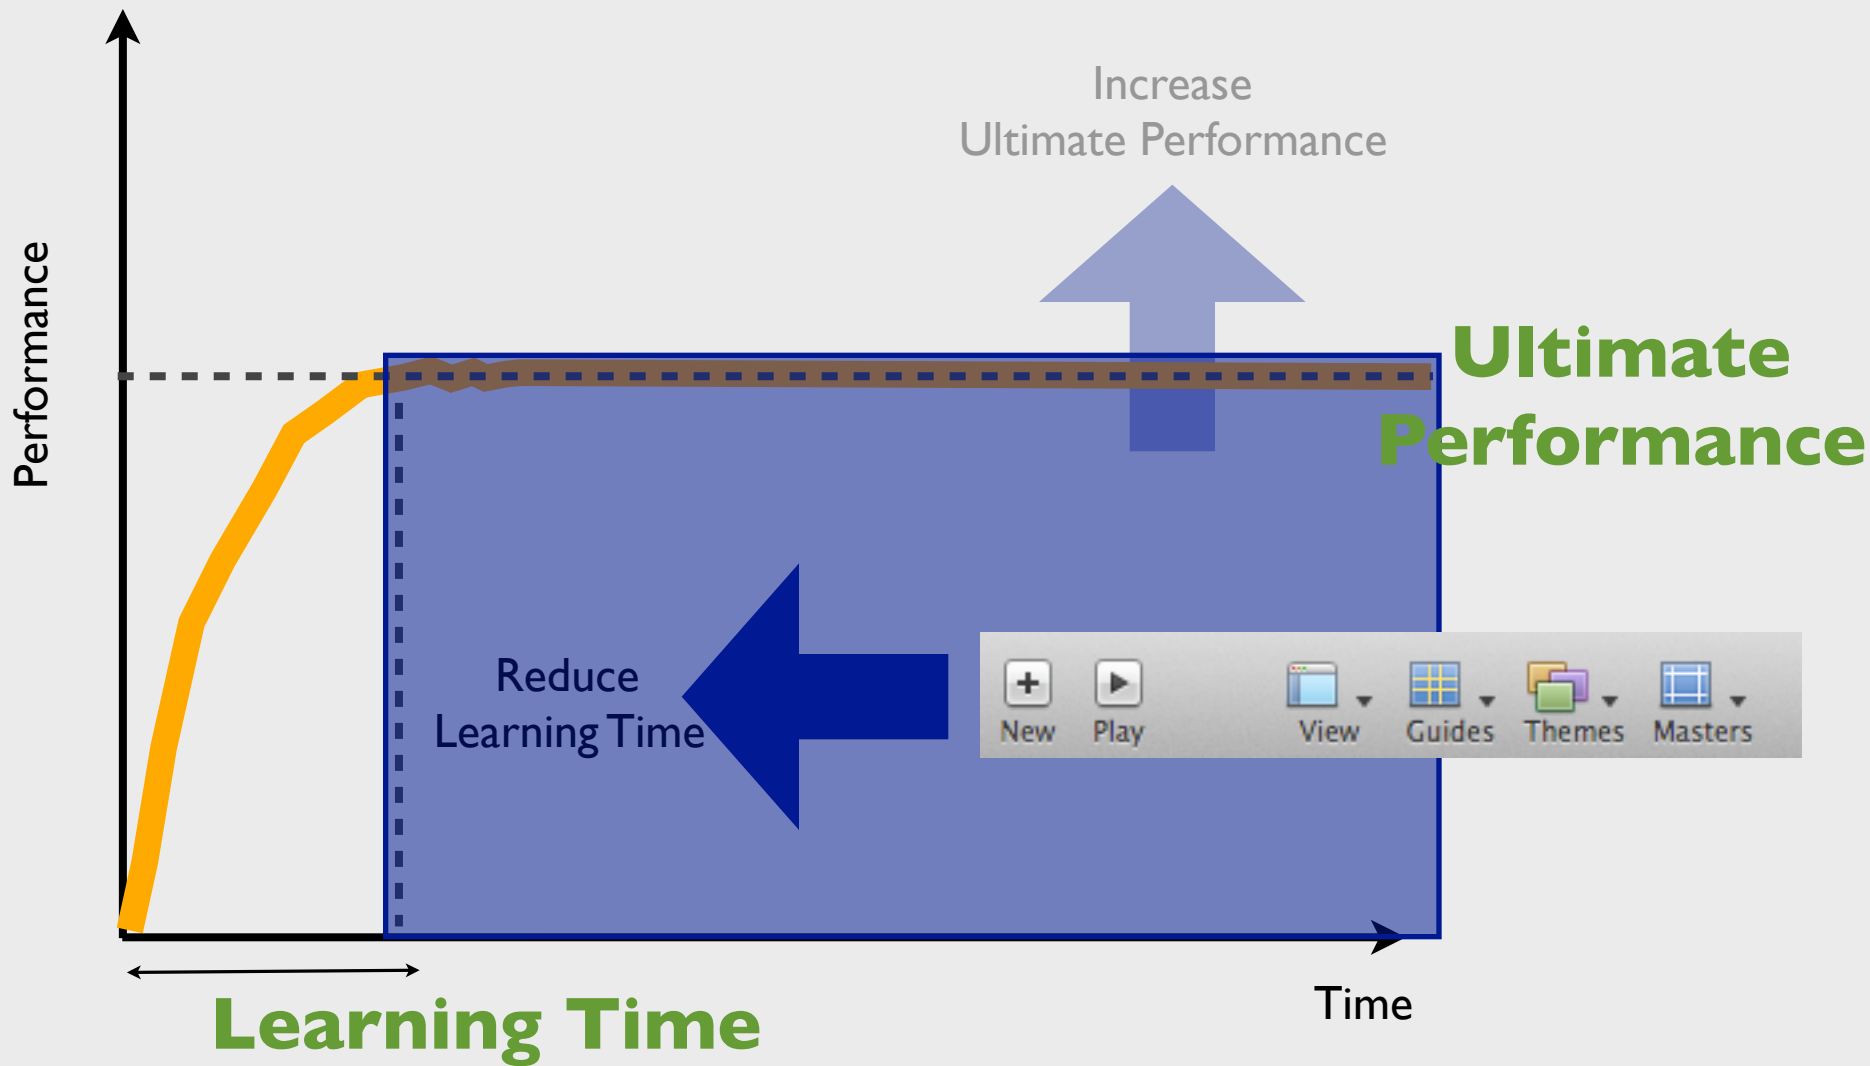 Increase
Ultimate Performance
Performance
Ultimate
Performance
Reduce
Learning Time
New Play View Guides Themes Masters
Time
Learning Time